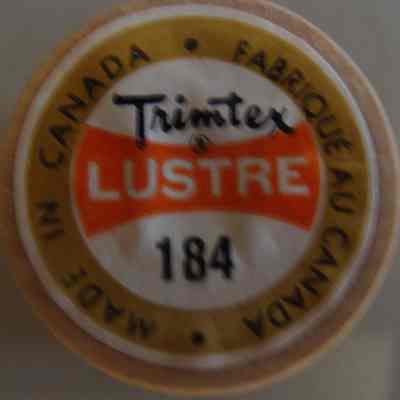 MADE IN CANADA • FABRIQUÉ AU CANADA •
Trimtex
®
LUSTRE
184